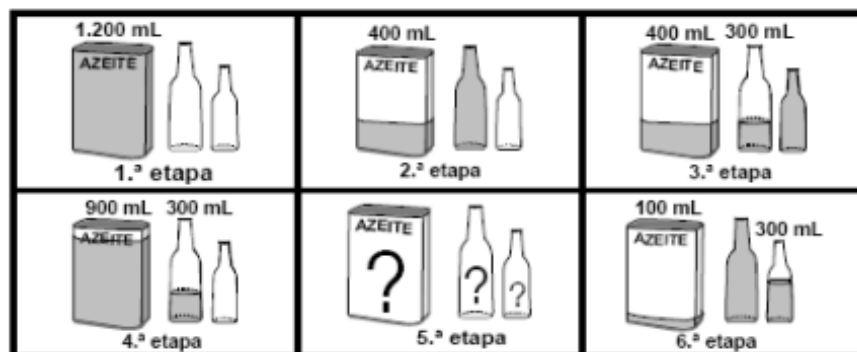 1.200 mL
AZEITE
1.ª etapa
400 mL
AZEITE
2.ª etapa
400 mL 300 mL
AZEITE
3.ª etapa
900 mL 300 mL
AZEITE
4.ª etapa
AZEITE
? ? ?
5.ª etapa
100 mL
300 mL
AZEITE
6.ª etapa